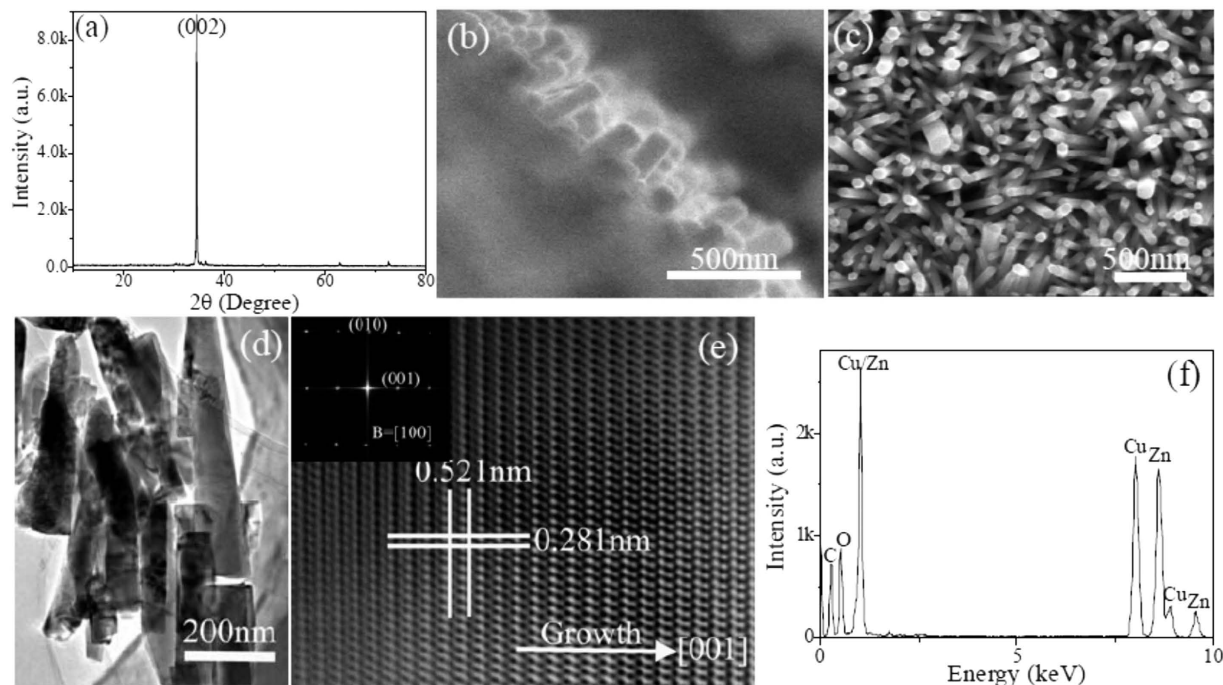 (a)
(002)
8.0k
6.0k
4.0k
2.0k
0.0
20
40
60
80
2θ (Degree)
Intensity (a.u.)
(b)
500nm
(c)
500nm
(d)
200nm
(010)
(e)
(001)
B=[100]
0.521nm
0.281nm
Growth
[001]
Cu/Zn
(f)
2k
1k
0
Cu
Zn
C
O
Cu
Zn
0
5
10
Energy (keV)
Intensity (a.u.)